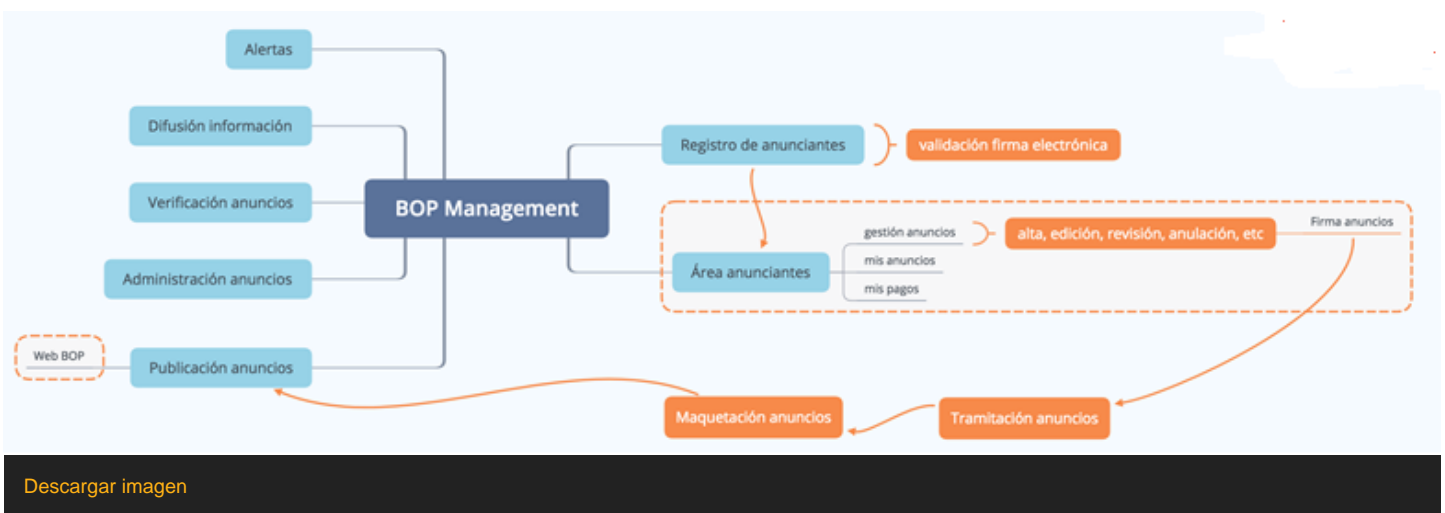 Alertas
Difusión información
Verificación anuncios
Administración anuncios
Web BOP
Publicación anuncios
BOP Management
Registro de anunciantes
validación firma electrónica
Área anunciantes
gestión anuncios
alta, edición, revisión, anulación, etc
Firma anuncios
mis anuncios
mis pagos
Maquetación anuncios
Tramitación anuncios
Descargar imagen